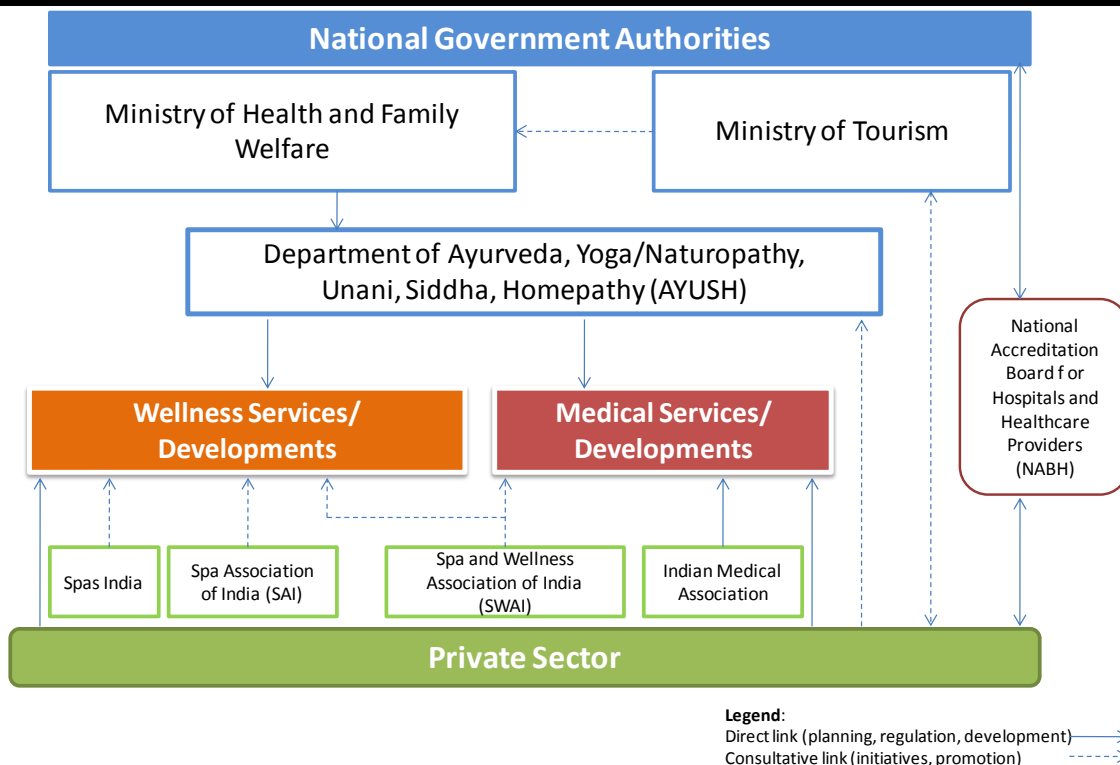 National Government Authorities
Ministry of Health and Family
Welfare
Ministry of Tourism
Department of Ayurveda, Yoga/Naturopathy,
Unani, Siddha, Homepathy (AYUSH)
National
Accreditation
Board f or
Hospitals and
Healthcare
Providers
(NABH)
Wellness Services/
Developments
Medical Services/
Developments
Spas India
Spa Association
of India (SAI)
Spa and Wellness
Association of India
(SWAI)
Indian Medical
Association
Private Sector
Legend:
Direct link (planning, regulation, development)
Consultative link (initiatives, promotion)